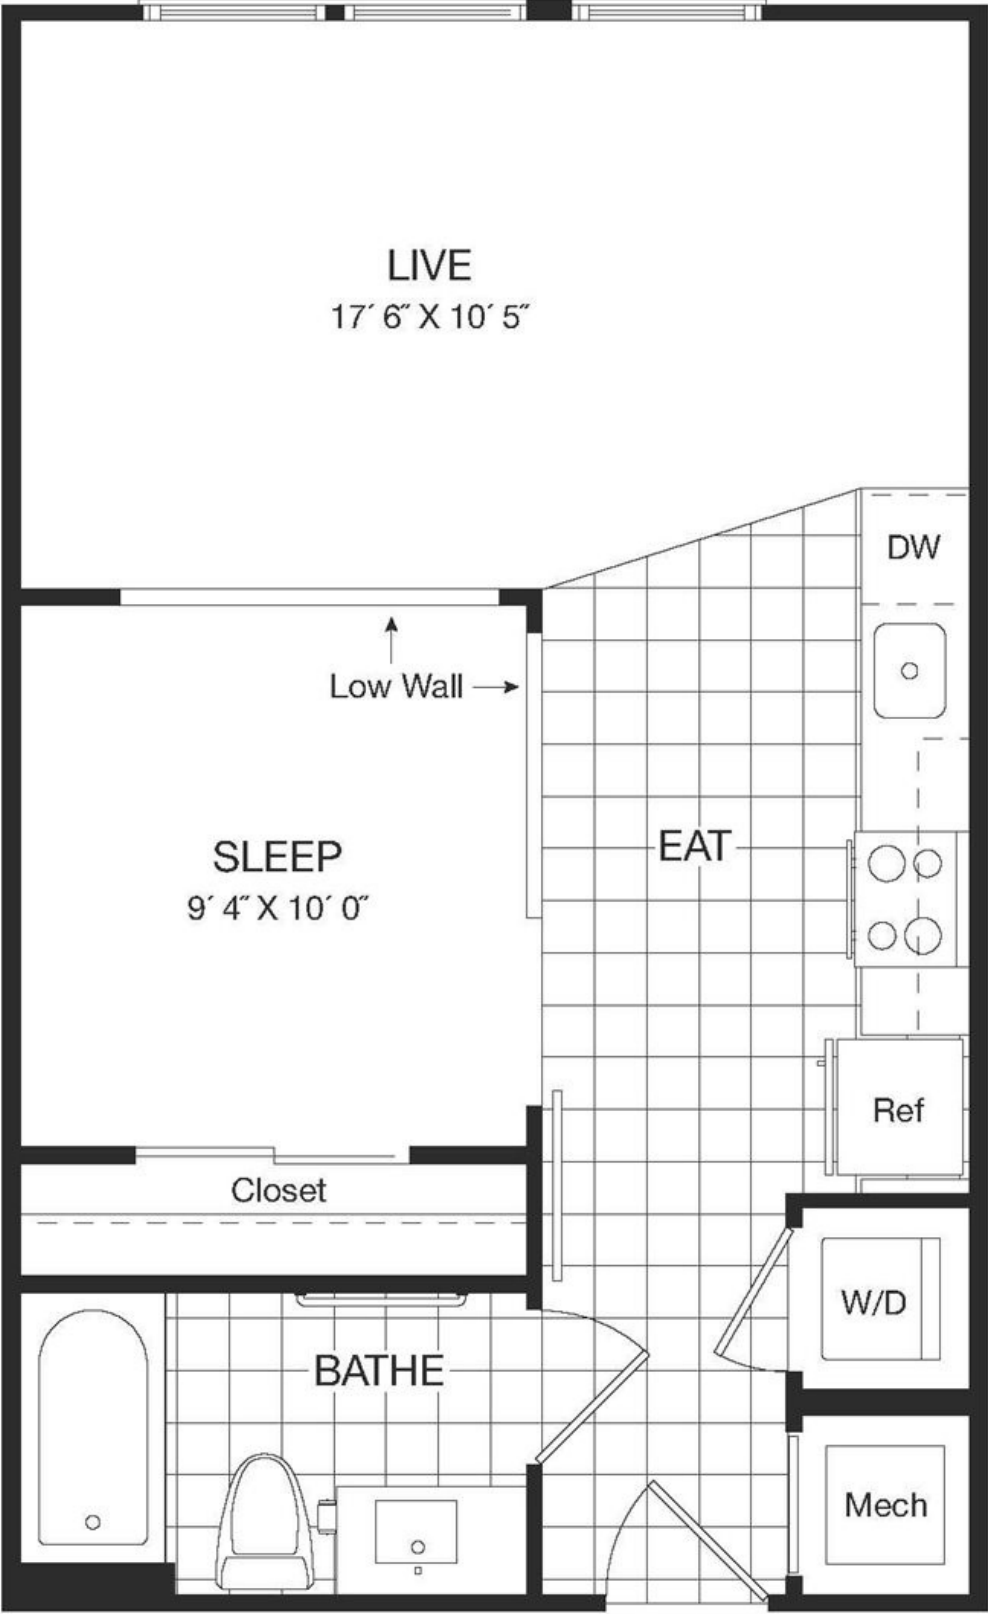 LIVE
17´ 6˝ X 10´ 5˝
DW
Low Wall
EAT
SLEEP
9´ 4˝ X 10´ 0˝
Ref
Closet
W/D
BATHE
Mech